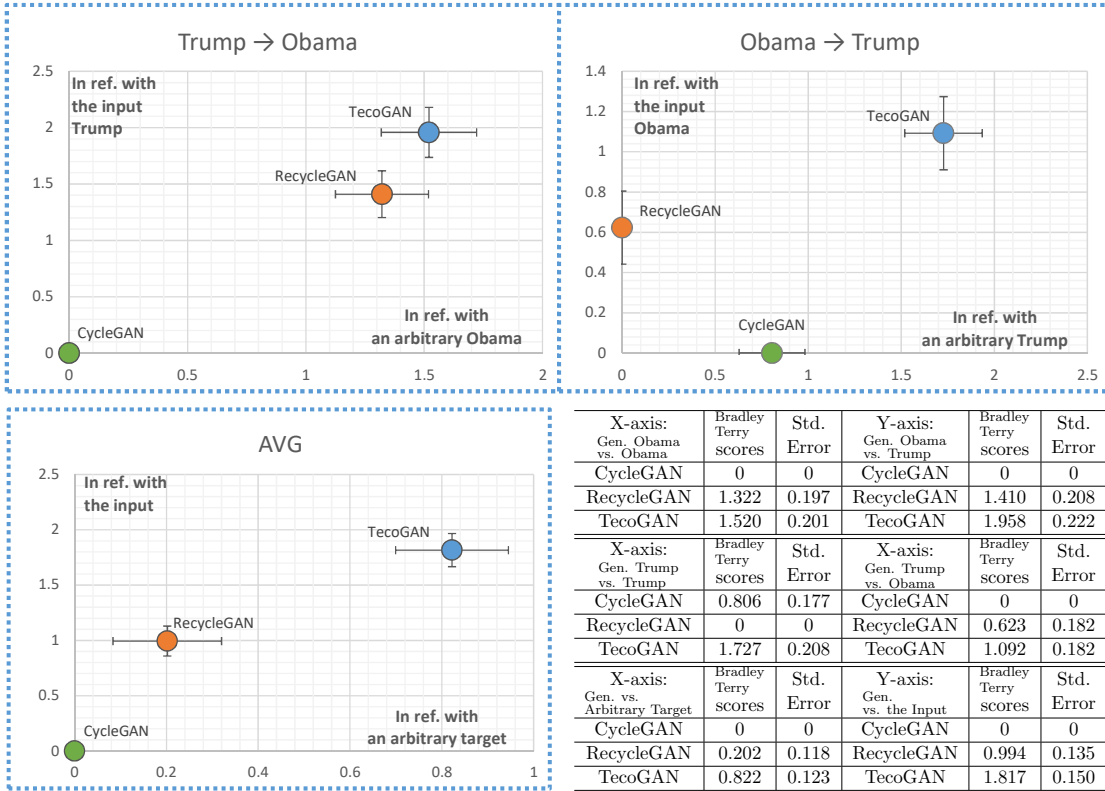 Trump → Obama
2.5
2
1.5
1
0.5
0
In ref. with
the input
Trump
TecoGAN
RecycleGAN
CycleGAN
In ref. with
an arbitrary Obama
0 0.5 1 1.5 2
Obama → Trump
1.4
1.2
1
0.8
0.6
0.4
0.2
0
In ref. with
the input
Obama
TecoGAN
RecycleGAN
CycleGAN
In ref. with
an arbitrary Trump
0 0.5 1 1.5 2 2.5
AVG
2.5
2
1.5
1
0.5
0
In ref. with
the input
TecoGAN
RecycleGAN
CycleGAN
In ref. with
an arbitrary target
0 0.2 0.4 0.6 0.8 1
X-axis: Gen. Obama vs. Obama Bradley Terry scores Std. Error Y-axis: Gen. Obama vs. Trump Bradley Terry scores Std. Error
CycleGAN 0 0 CycleGAN 0 0
RecycleGAN 1.322 0.197 RecycleGAN 1.410 0.208
TecoGAN 1.520 0.201 TecoGAN 1.958 0.222
X-axis: Gen. Trump vs. Trump Bradley Terry scores Std. Error X-axis: Gen. Trump vs. Obama Bradley Terry scores Std. Error
CycleGAN 0.806 0.177 CycleGAN 0 0
RecycleGAN 0 0 RecycleGAN 0.623 0.182
TecoGAN 1.727 0.208 TecoGAN 1.092 0.182
X-axis: Gen. vs. Arbitrary Target Bradley Terry scores Std. Error Y-axis: Gen. vs. the Input Bradley Terry scores Std. Error
CycleGAN 0 0 CycleGAN 0 0
RecycleGAN 0.202 0.118 RecycleGAN 0.994 0.135
TecoGAN 0.822 0.123 TecoGAN 1.817 0.150